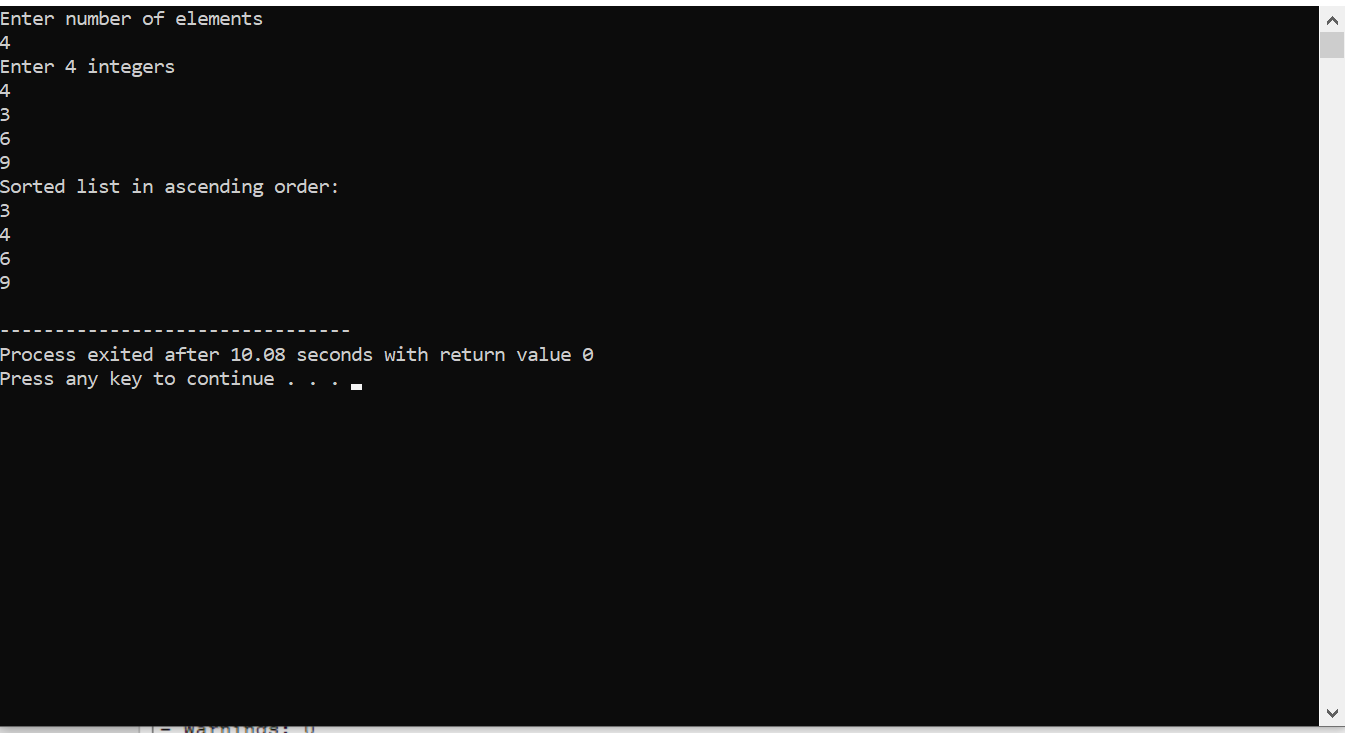 Enter number of elements
4
Enter 4 integers
4
3
6
9
Sorted list in ascending order:
3
4
6
9
--------------------------------
Process exited after 10.08 seconds with return value 0
Press any key to continue . . .
- Warnings: 0